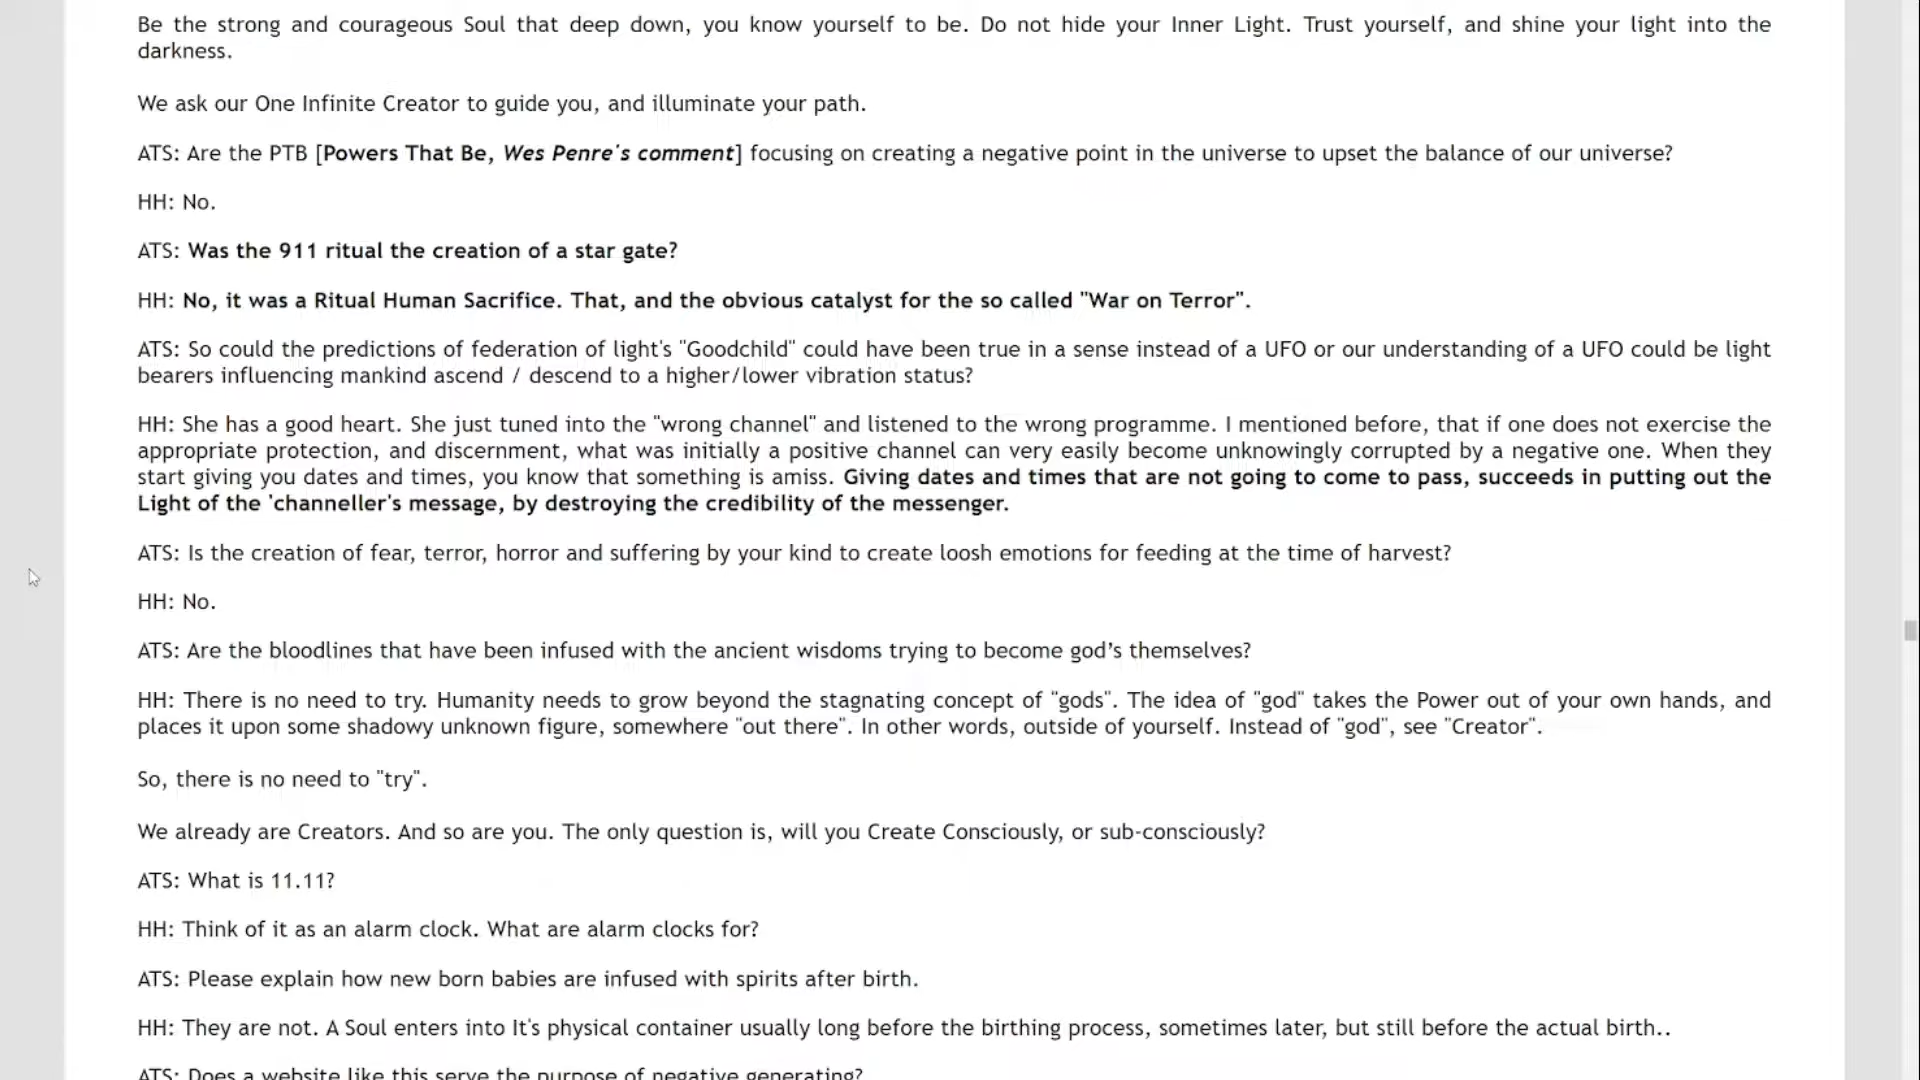 Be the strong and courageous Soul that deep down, you know yourself to be. Do not hide your Inner Light. Trust yourself, and shine your light into the
darkness.
We ask our One Infinite Creator to guide you, and illuminate your path.
ATS: Are the PTB [Powers That Be, Wes Penre's comment] focusing on creating a negative point in the universe to upset the balance of our universe?
HH: No.
ATS: Was the 911 ritual the creation of a star gate?
HH: No, it was a Ritual Human Sacrifice. That, and the obvious catalyst for the so called "War on Terror".
ATS: So could the predictions of federation of light's "Goodchild" could have been true in a sense instead of a UFO or our understanding of a UFO could be light
bearers influencing mankind ascend / descend to a higher/lower vibration status?
HH: She has a good heart. She just tuned into the "wrong channel" and listened to the wrong programme. I mentioned before, that if one does not exercise the
appropriate protection, and discernment, what was initially a positive channel can very easily become unknowingly corrupted by a negative one. When they
start giving you dates and times, you know that something is amiss. Giving dates and times that are not going to come to pass, succeeds in putting out the
Light of the 'channeller's message, by destroying the credibility of the messenger.
ATS: Is the creation of fear, terror, horror and suffering by your kind to create loosh emotions for feeding at the time of harvest?
HH: No.
ATS: Are the bloodlines that have been infused with the ancient wisdoms trying to become god’s themselves?
HH: There is no need to try. Humanity needs to grow beyond the stagnating concept of "gods". The idea of "god" takes the Power out of your own hands, and
places it upon some shadowy unknown figure, somewhere "out there". In other words, outside of yourself. Instead of "god", see "Creator".
So, there is no need to "try".
We already are Creators. And so are you. The only question is, will you Create Consciously, or sub-consciously?
ATS: What is 11.11?
HH: Think of it as an alarm clock. What are alarm clocks for?
ATS: Please explain how new born babies are infused with spirits after birth.
HH: They are not. A Soul enters into It's physical container usually long before the birthing process, sometimes later, but still before the actual birth..
ATS: Does a website like this serve the purpose of negative generating?